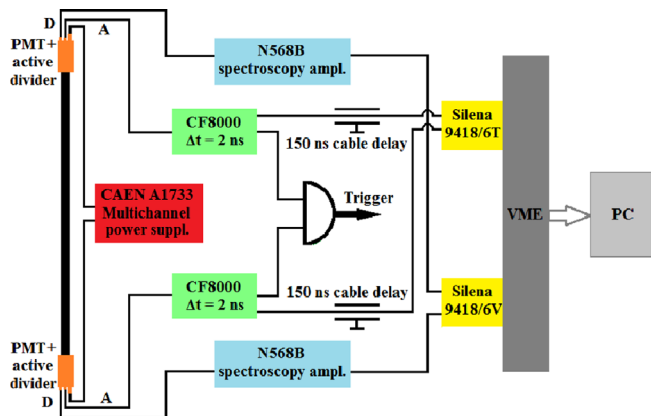 D
A
PMT+
active
divider
N568B
spectroscopy ampl.
CF8000
Δt = 2 ns
150 ns cable delay
Silena
9418/6T
CAEN A1733
Multichannel
power suppl.
Trigger
VME
PC
CF8000
Δt = 2 ns
150 ns cable delay
Silena
9418/6V
PMT+
active
divider
N568B
spectroscopy ampl.
D
A